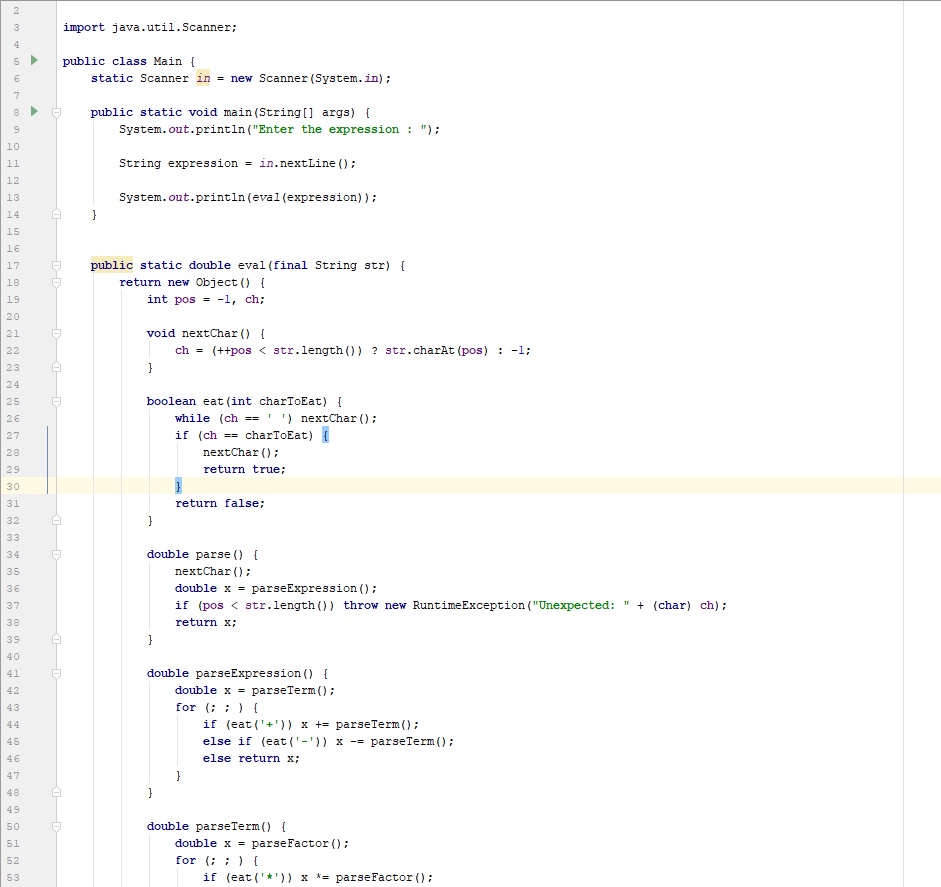 2
3 import java.util.Scanner;
4
5 public class Main {
6 static Scanner in = new Scanner(System.in);
7
8 public static void main(String[] args) {
9 System.out.println("Enter the expression : ");
10
11 String expression = in.nextLine();
12
13 System.out.println(eval(expression));
14 }
15
16
17 public static double eval(final String str) {
18 return new Object() {
19 int pos = -1, ch;
20
21 void nextChar() {
22 ch = (++pos < str.length()) ? str.charAt(pos) : -1;
23 }
24
25 boolean eat(int charToEat) {
26 while (ch == ' ') nextChar();
27 if (ch == charToEat) {
28 nextChar();
29 return true;
30 }
31 return false;
32 }
33
34 double parse() {
35 nextChar();
36 double x = parseExpression();
37 if (pos < str.length()) throw new RuntimeException("Unexpected: " + (char) ch);
38 return x;
39 }
40
41 double parseExpression() {
42 double x = parseTerm();
43 for (; ; ) {
44 if (eat('+')) x += parseTerm();
45 else if (eat('-')) x -= parseTerm();
46 else return x;
47 }
48 }
49
50 double parseTerm() {
51 double x = parseFactor();
52 for (; ; ) {
53 if (eat('*')) x *= parseFactor();